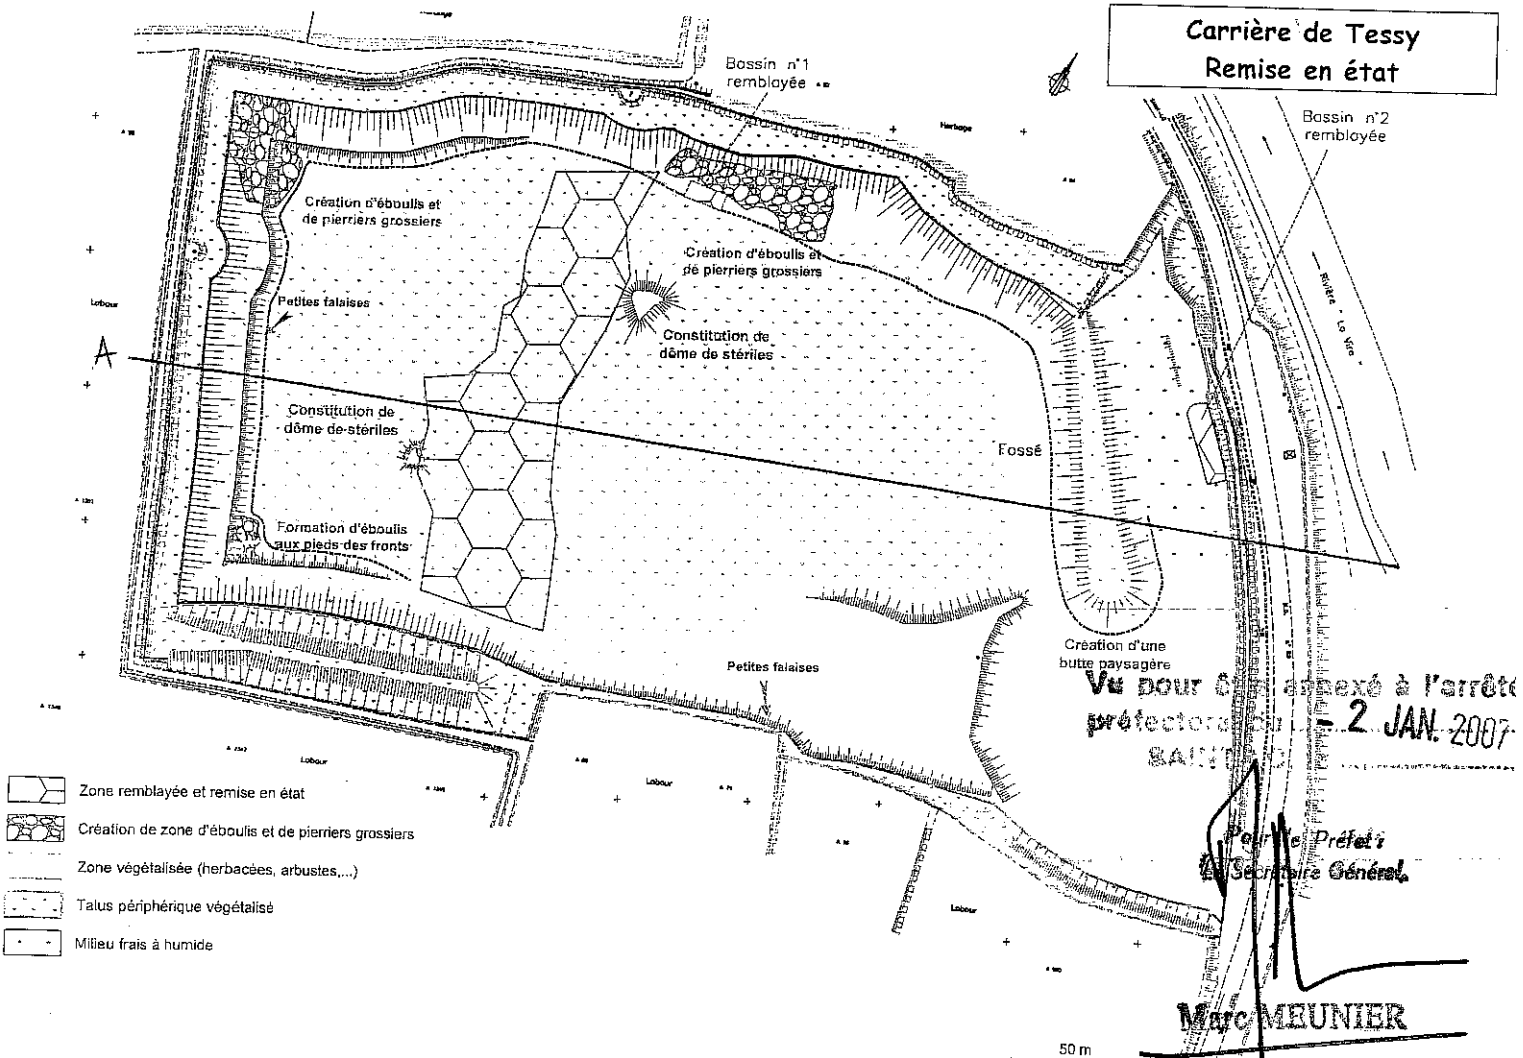 Carrière de Tessy
Remise en état
Bassin n°1
remblayée
Bassin n°2
remblayée
Herbage
Création d'éboulis et
de pierriers grossiers
Création d'éboulis et
de pierriers grossiers
Labour
Petites falaises
Rivière - La Vire -
A
Constitution de
dôme de stériles
Constitution de
dôme de stériles
Fossé
Formation d'éboulis
aux pieds des fronts
Création d'une
butte paysagère
Petites falaises
Vu pour annexé à l'arrêté
- 2 JAN. 2007
Labour
Labour
Zone remblayée et remise en état
Création de zone d'éboulis et de pierriers grossiers
Zone végétalisée (herbacées, arbustes,...)
Talus périphérique végétalisé
Milieu frais à humide
Labour
Pour le Préfet :
Le Secrétaire Général,
Marc MEUNIER
50 m